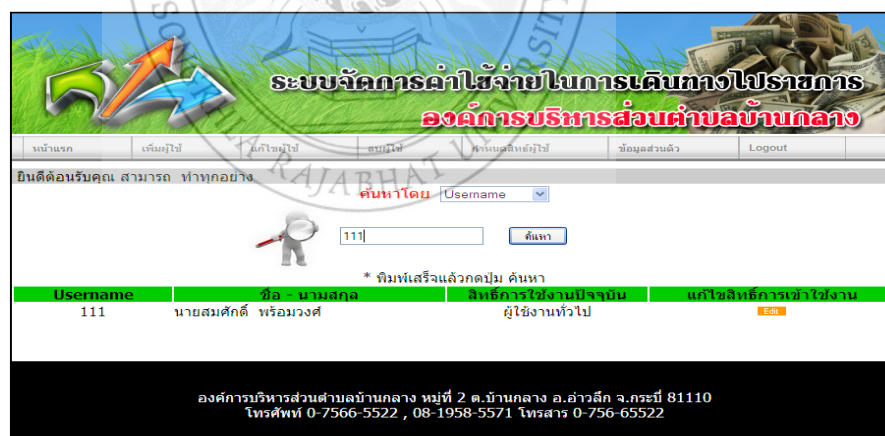 ระบบจัดการค่าใช้จ่ายในการเดินทางไปราชการ
องค์การบริหารส่วนตำบลบ้านกลาง
หน้าแรก เพิ่มผู้ใช้ แก้ไขผู้ใช้ ลบผู้ใช้ กำหนดสิทธ์ผู้ใช้ ข้อมูลส่วนตัว Logout
ยินดีต้อนรับคุณ สามารถ ทำทุกอย่าง
ค้นหาโดย Username
111 ค้นหา
* พิมพ์เสร็จแล้วกดปุ่ม ค้นหา
Username ชื่อ - นามสกุล สิทธิ์การใช้งานปัจจุบัน แก้ไขสิทธิ์การเข้าใช้งาน
111 นายสมศักดิ์ พร้อมวงศ์ ผู้ใช้งานทั่วไป Edit
องค์การบริหารส่วนตำบลบ้านกลาง หมู่ที่ 2 ต.บ้านกลาง อ.อ่าวลึก จ.กระบี่ 81110
โทรศัพท์ 0-7566-5522 , 08-1958-5571 โทรสาร 0-756-65522
RAJABHAT UNIVERSITY